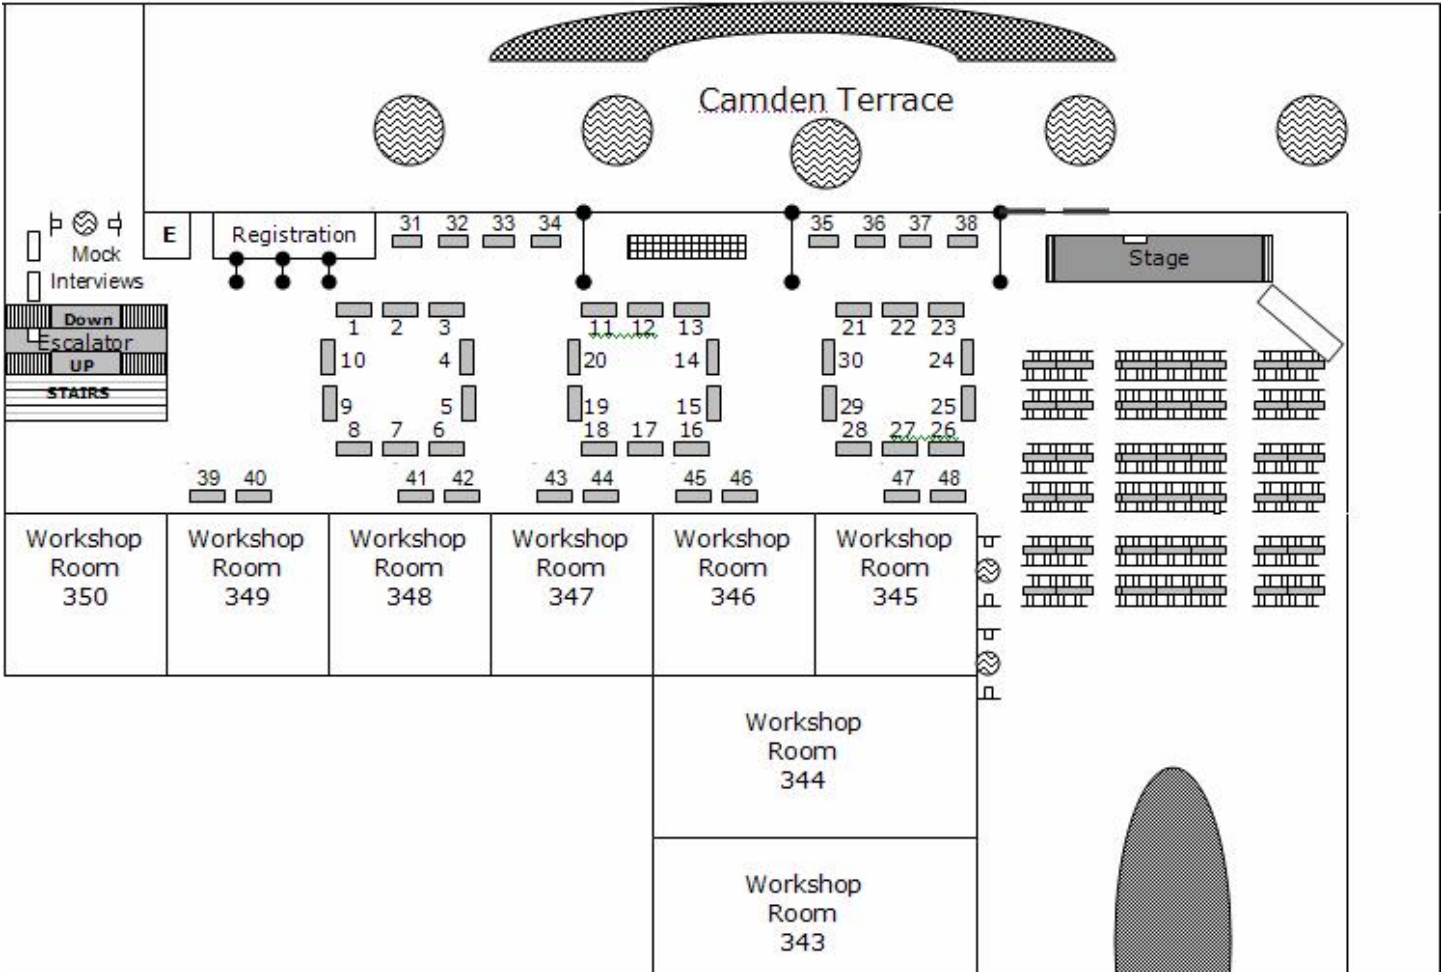 Camden Terrace
E
Registration
31 32 33 34
35 36 37 38
Mock
Interviews
Stage
Down
Escalator
UP
STAIRS
1 2 3
10 4
9 5
8 7 6
11 12 13
20 14
19 15
18 17 16
21 22 23
30 24
29 25
28 27 26
39 40
41 42
43 44
45 46
47 48
Workshop
Room
350
Workshop
Room
349
Workshop
Room
348
Workshop
Room
347
Workshop
Room
346
Workshop
Room
345
Workshop
Room
344
Workshop
Room
343